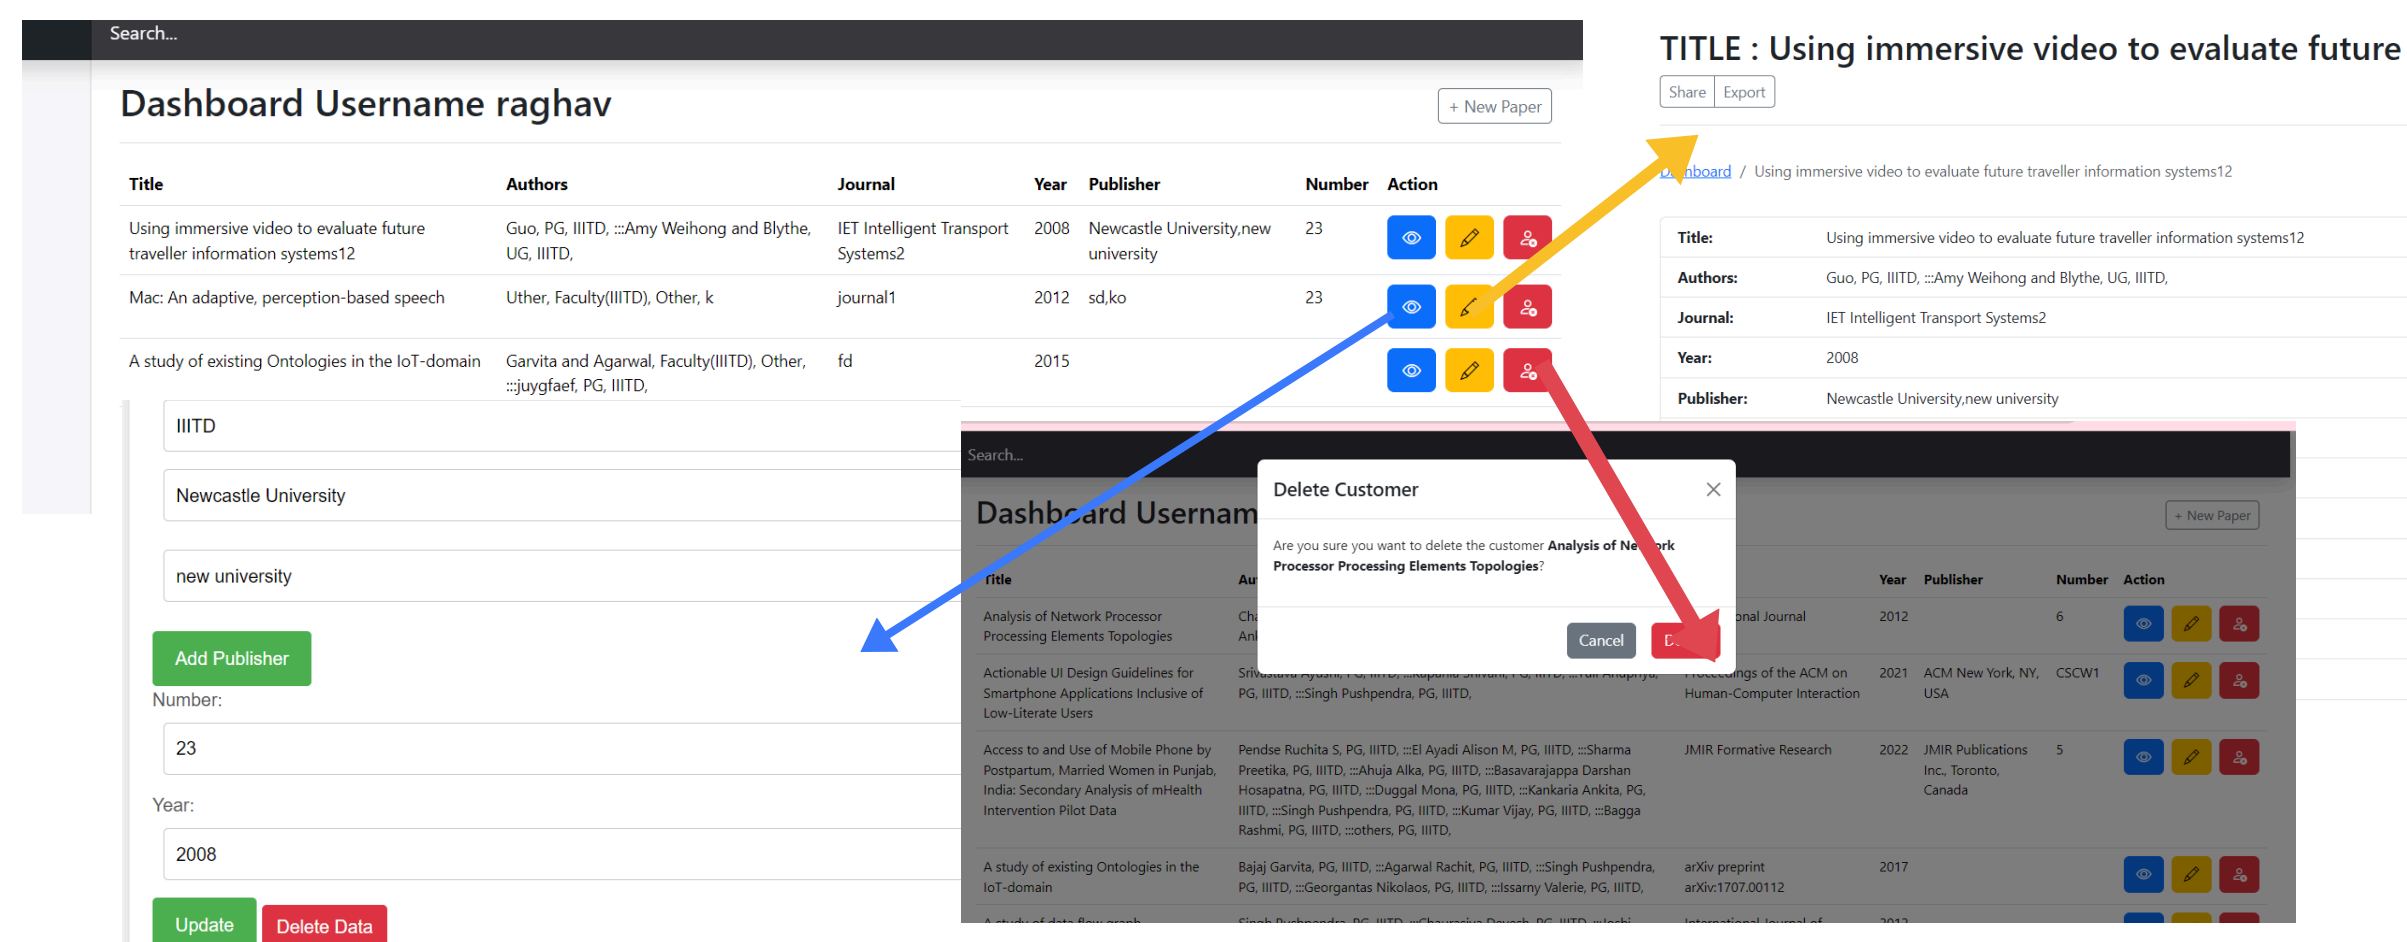 Search...
Dashboard Username raghav
+ New Paper
Title Authors Journal Year Publisher Number Action
Using immersive video to evaluate future Guo, PG, IIITD, :::Amy Weihong and Blythe, IET Intelligent Transport 2008 Newcastle University,new 23
traveller information systems12 UG, IIITD, Systems2 university
Mac: An adaptive, perception-based speech Uther, Faculty(IIITD), Other, k journal1 2012 sd,ko 23
A study of existing Ontologies in the IoT-domain Garvita and Agarwal, Faculty(IIITD), Other, fd 2015
:::juygfaef, PG, IIITD,
TITLE : Using immersive video to evaluate future
Share Export
/ Using immersive video to evaluate future traveller information systems12
Title: Using immersive video to evaluate future traveller information systems12
Authors: Guo, PG, IIITD, :::Amy Weihong and Blythe, UG, IIITD,
Journal: IET Intelligent Transport Systems2
Year: 2008
Publisher: Newcastle University,new university
IIITD
Newcastle University
new university
Add Publisher
Number:
23
Year:
2008
Update Delete Data
Search...
Dashboard
+ New Paper
Delete Customer
Are you sure you want to delete the customer Analysis of Network
Processor Processing Elements Topologies?
Cancel
Title Year Publisher Number Action
Analysis of Network Processor Journal 2012 6
Processing Elements Topologies
Actionable UI Design Guidelines for of the ACM on 2021 ACM New York, NY, CSCW1
Smartphone Applications Inclusive of PG, IIITD, :::Singh Pushpendra, PG, IIITD, Human-Computer Interaction USA
Low-Literate Users
Access to and Use of Mobile Phone by Pendse Ruchita S, PG, IIITD, :::El Ayadi Alison M, PG, IIITD, :::Sharma JMIR Formative Research 2022 JMIR Publications 5
Postpartum, Married Women in Punjab, Preetika, PG, IIITD, :::Ahuja Alka, PG, IIITD, :::Basavarajappa Darshan Inc., Toronto,
India: Secondary Analysis of mHealth Hosapatna, PG, IIITD, :::Duggal Mona, PG, IIITD, :::Kankaria Ankita, PG, Canada
Intervention Pilot Data IIITD, :::Singh Pushpendra, PG, IIITD, :::Kumar Vijay, PG, IIITD, :::Bagga
Rashmi, PG, IIITD, :::others, PG, IIITD,
A study of existing Ontologies in the Bajaj Garvita, PG, IIITD, :::Agarwal Rachit, PG, IIITD, :::Singh Pushpendra, arXiv preprint 2017
IoT-domain PG, IIITD, :::Georgantas Nikolaos, PG, IIITD, :::Issarny Valerie, PG, IIITD, arXiv:1707.00112